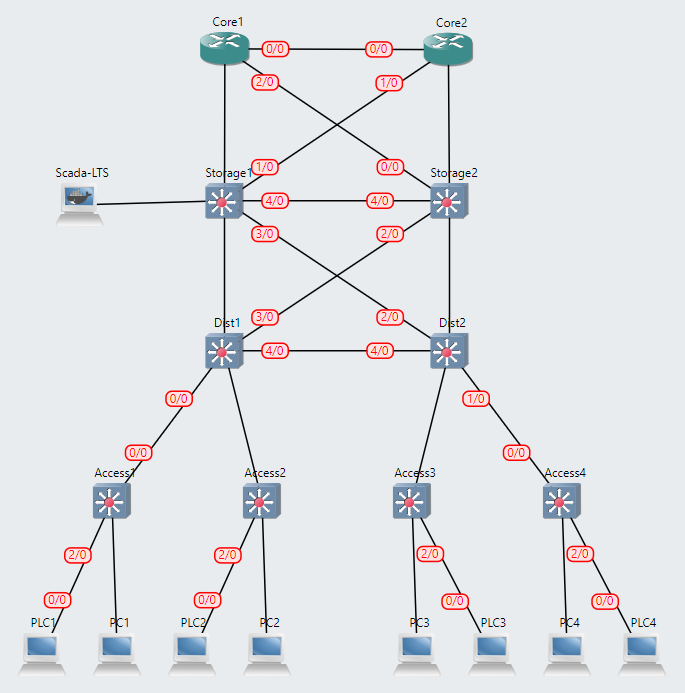 Core1
Core2
0/0
0/0
2/0
1/0
Scada-LTS
1/0
0/0
Storage1
Storage2
4/0
4/0
3/0
2/0
3/0
2/0
Dist1
Dist2
4/0
4/0
0/0
1/0
0/0
0/0
Access1
Access2
Access3
Access4
2/0
2/0
2/0
2/0
0/0
0/0
0/0
0/0
PLC1
PC1
PLC2
PC2
PC3
PLC3
PC4
PLC4